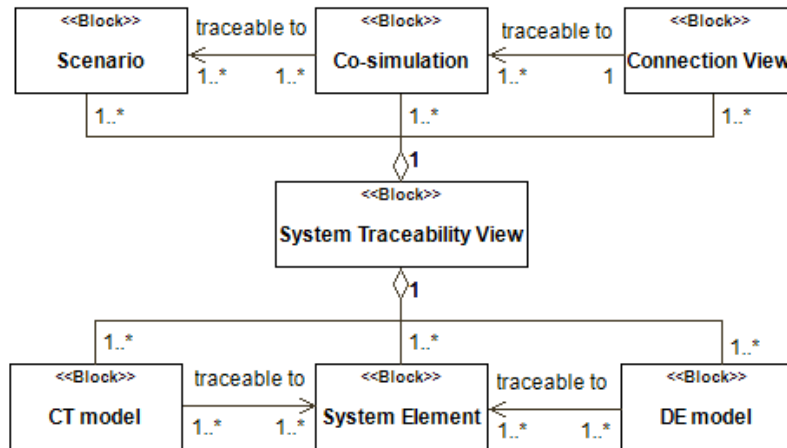 <<Block>>
Scenario
traceable to
1..*
1..*
<<Block>>
Co-simulation
traceable to
1..*
1
<<Block>>
Connection View
1..*
1..*
1..*
1
<<Block>>
System Traceability View
1
1..*
1..*
1..*
<<Block>>
CT model
traceable to
1..*
1..*
<<Block>>
System Element
traceable to
1..*
1..*
<<Block>>
DE model